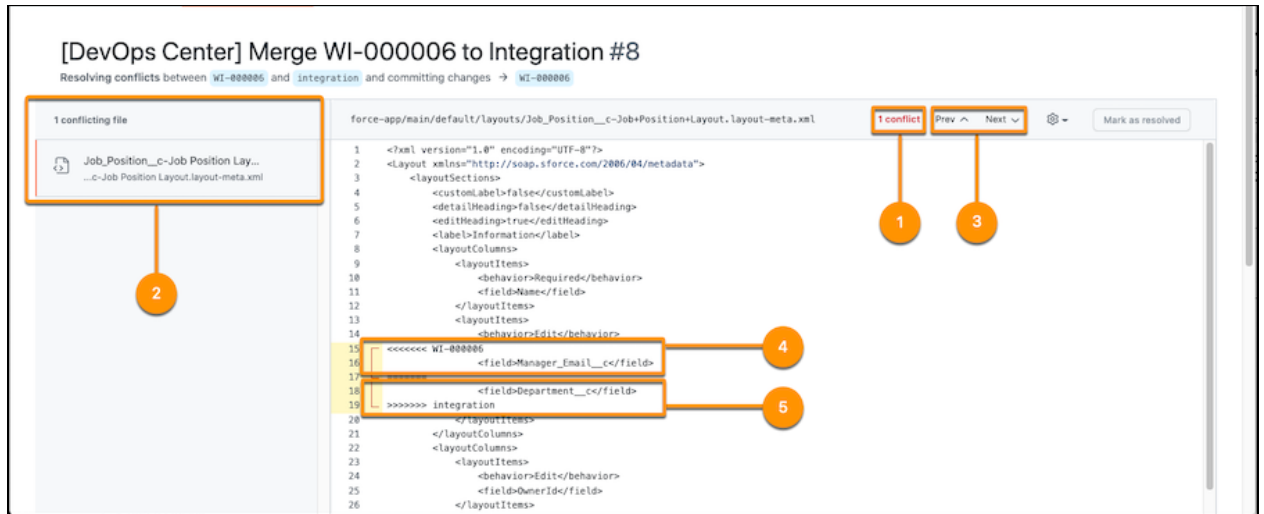 [DevOps Center] Merge WI-000006 to Integration #8
Resolving conflicts between WI-000006 and integration and committing changes → WI-000006
1 conflicting file
Job_Position__c-Job Position Lay...
...c-Job Position Layout.layout-meta.xml
2
force-app/main/default/layouts/Job_Position__c-Job+Position+Layout.layout-meta.xml
1 conflict
Prev
Next
Mark as resolved
1
3
1 <?xml version="1.0" encoding="UTF-8"?>
2 <Layout xmlns="http://soap.sforce.com/2006/04/metadata">
3 <layoutSections>
4 <customLabel>false</customLabel>
5 <detailHeading>false</detailHeading>
6 <editHeading>true</editHeading>
7 <label>Information</label>
8 <layoutColumns>
9 <layoutItems>
10 <behavior>Required</behavior>
11 <field>Name</field>
12 </layoutItems>
13 <layoutItems>
14 <behavior>Edit</behavior>
15 <<<<<<< WI-000006
16 <field>Manager_Email__c</field>
4
17 =======
18 <field>Department__c</field>
19 >>>>>>> integration
5
20 </layoutItems>
21 </layoutColumns>
22 <layoutColumns>
23 <layoutItems>
24 <behavior>Edit</behavior>
25 <field>OwnerId</field>
26 </layoutItems>